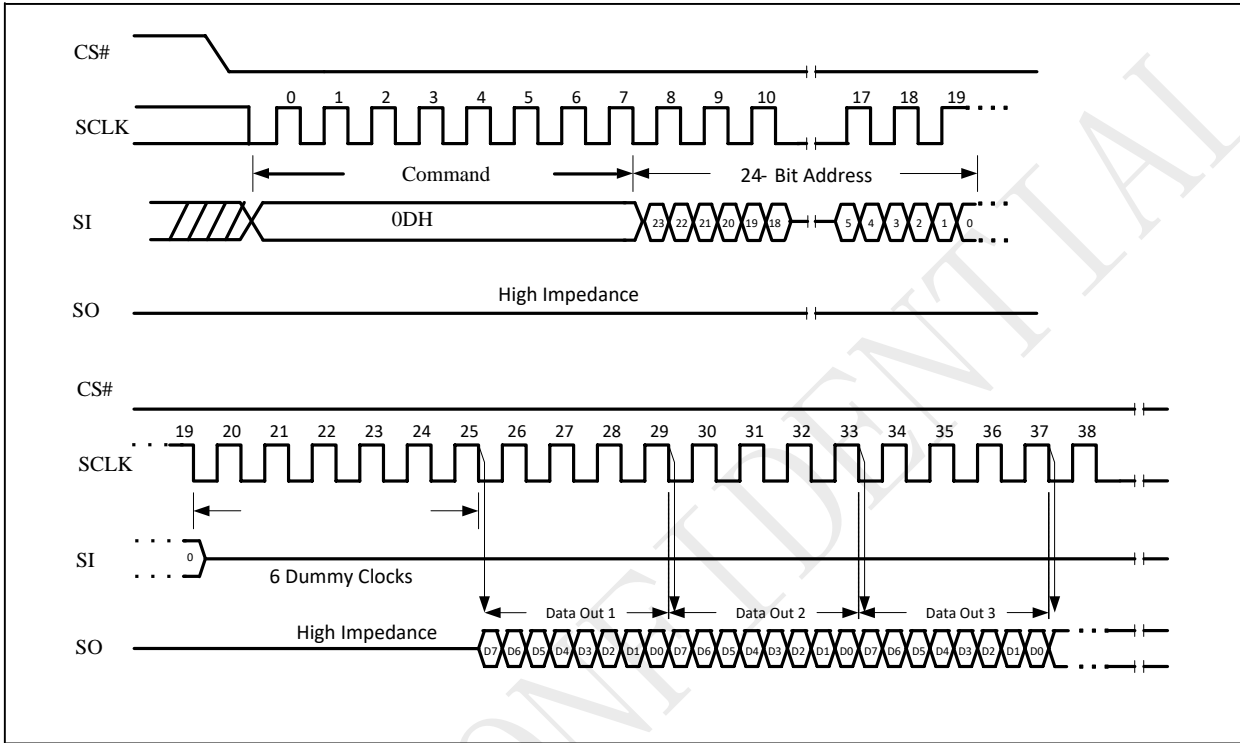 CS#
0 1 2 3 4 5 6 7 8 9 10 17 18 19
SCLK
Command
24- Bit Address
SI
0DH
23 22 21 20 19 18 5 4 3 2 1 0
High Impedance
SO
CS#
19 20 21 22 23 24 25 26 27 28 29 30 31 32 33 34 35 36 37 38
SCLK
SI
0
6 Dummy Clocks
Data Out 1 Data Out 2 Data Out 3
High Impedance
SO
D7 D6 D5 D4 D3 D2 D1 D0 D7 D6 D5 D4 D3 D2 D1 D0 D7 D6 D5 D4 D3 D2 D1 D0
ONFIDENTIAL